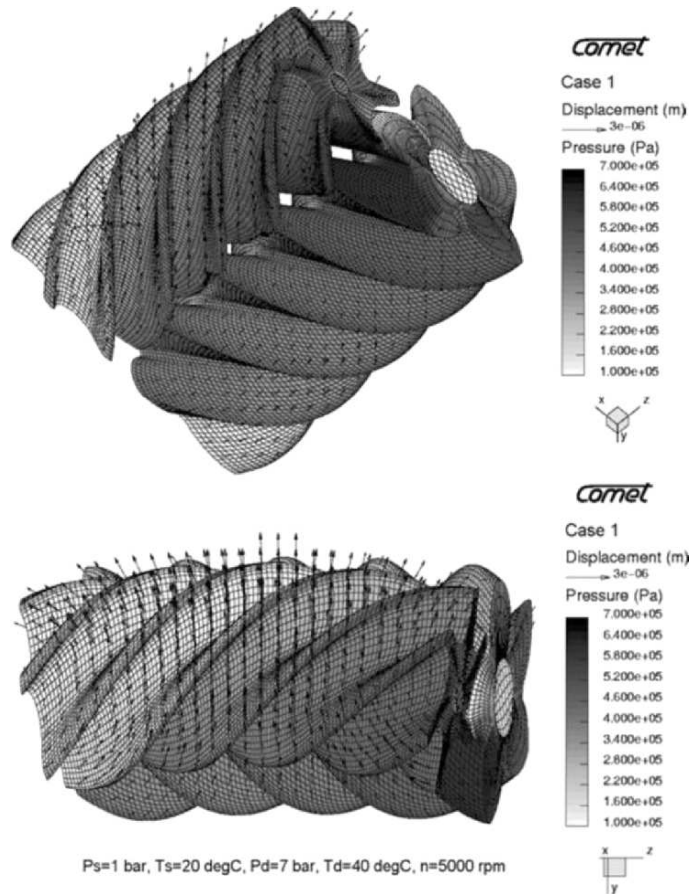 Comet
Case 1
Displacement (m)
3e-06
Pressure (Pa)
7.000e+05
6.400e+05
5.800e+05
5.200e+05
4.600e+05
4.000e+05
3.400e+05
2.800e+05
2.200e+05
1.600e+05
1.000e+05
x z
y
Comet
Case 1
Displacement (m)
3e-06
Pressure (Pa)
7.000e+05
6.400e+05
5.800e+05
5.200e+05
4.600e+05
4.000e+05
3.400e+05
2.800e+05
2.200e+05
1.600e+05
1.000e+05
x z
y
Ps=1 bar, Ts=20 degC, Pd=7 bar, Td=40 degC, n=5000 rpm